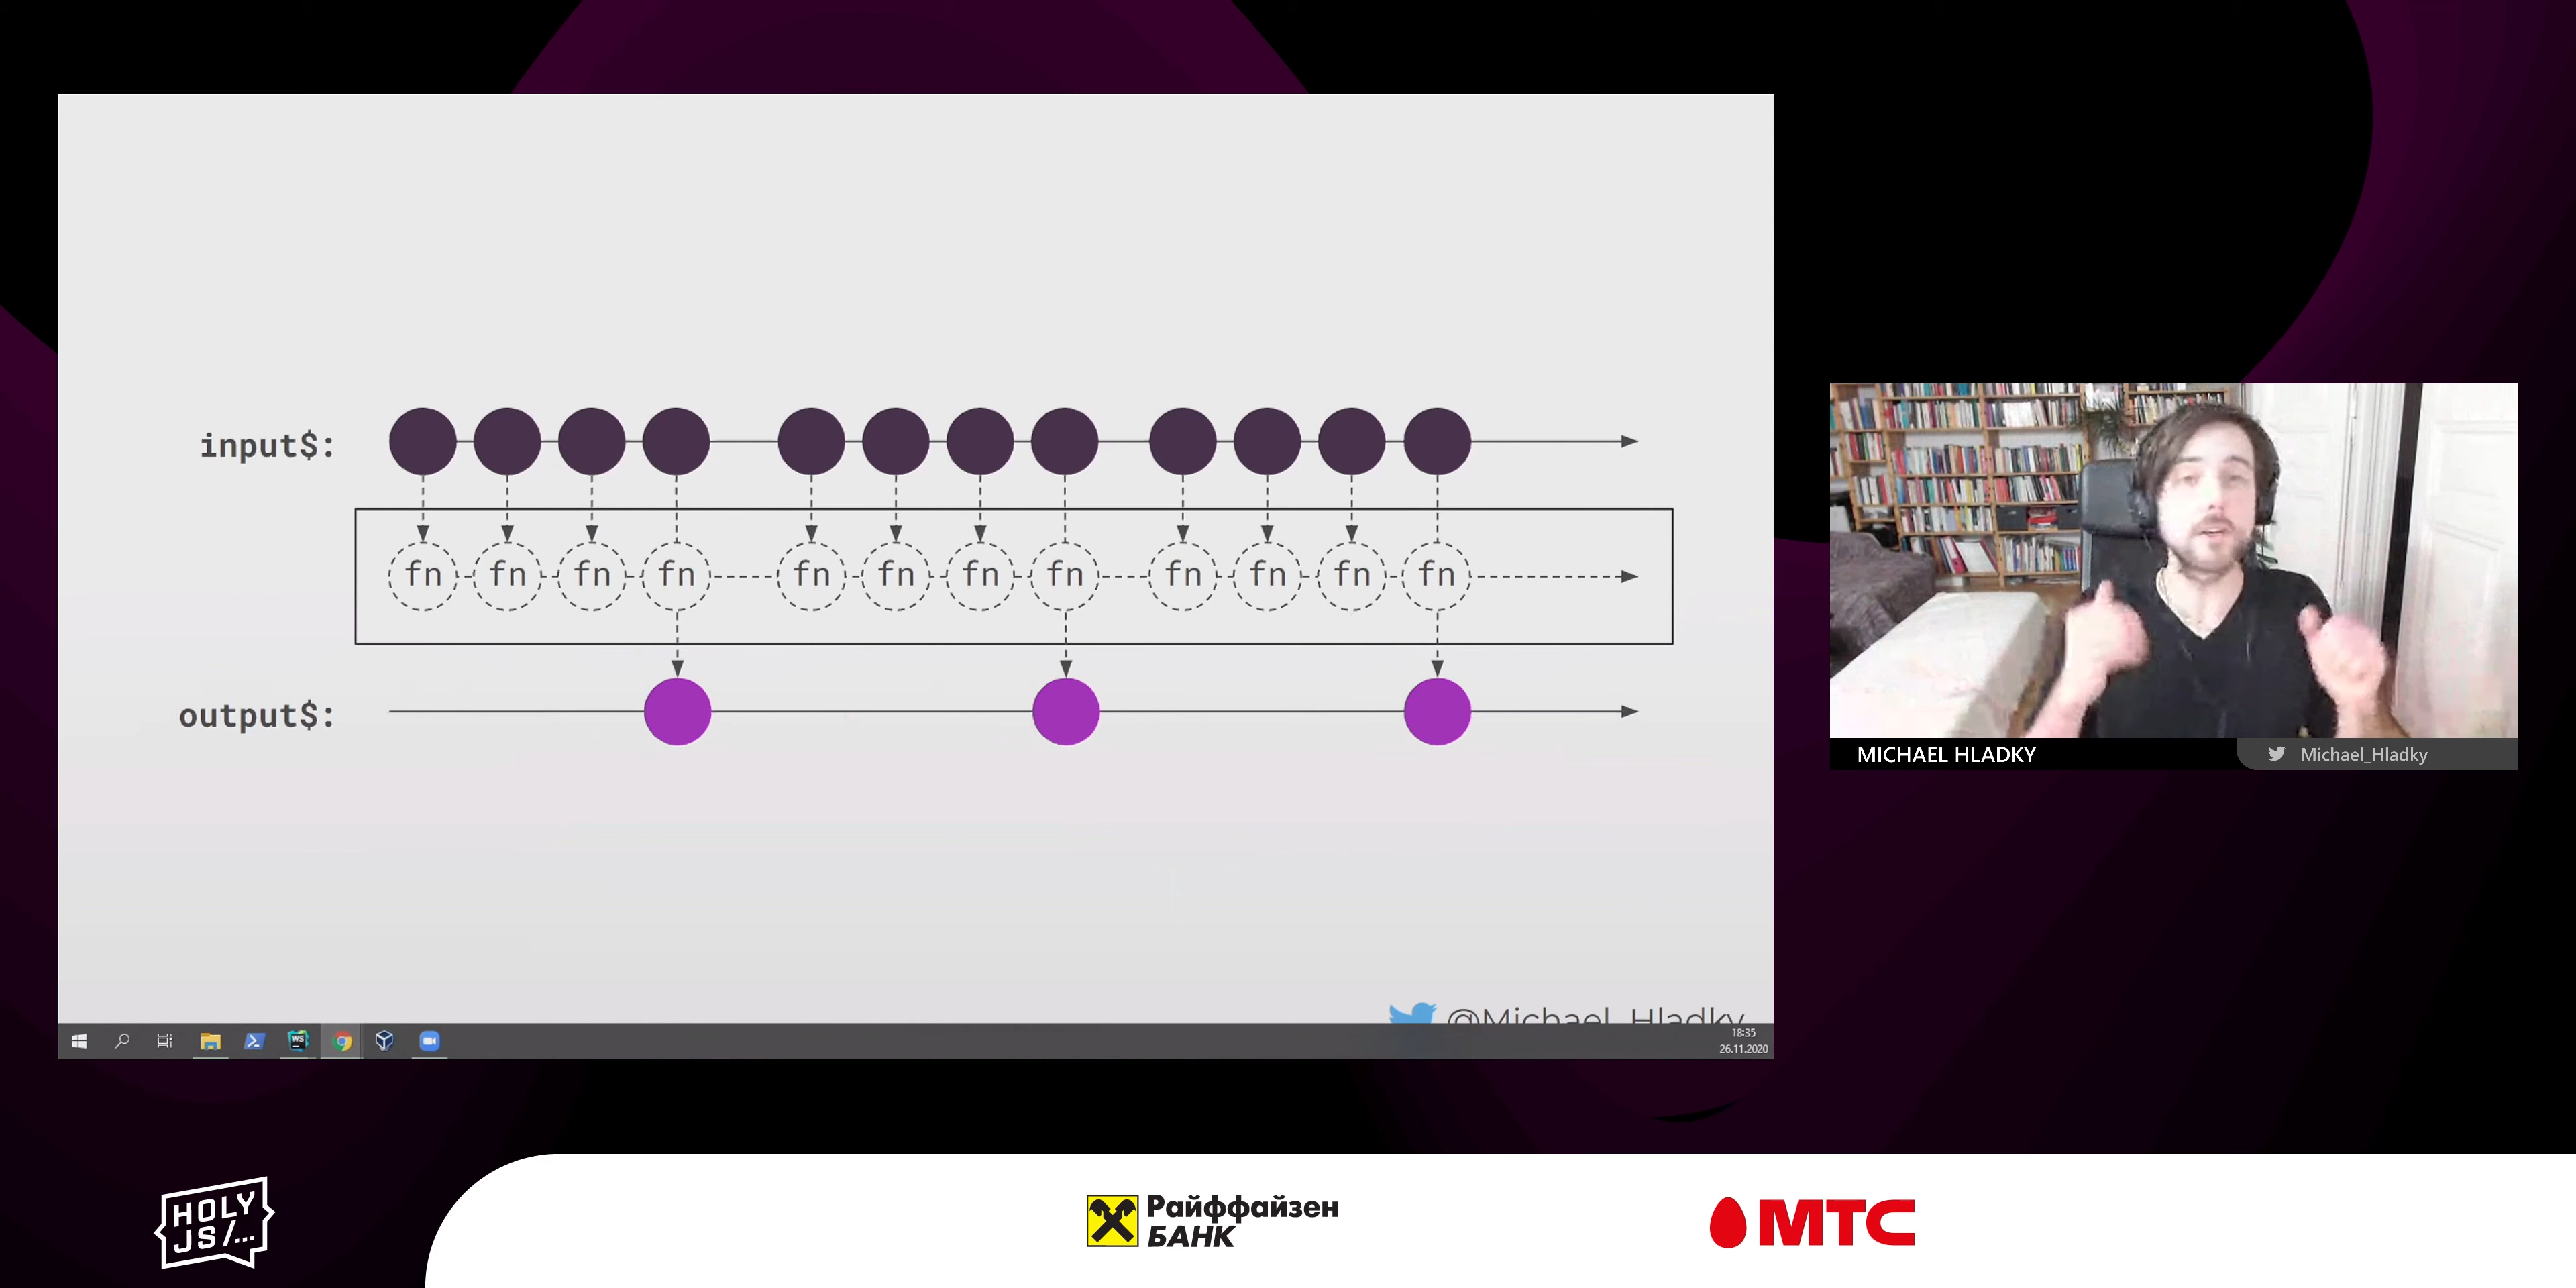 input$:
fn fn fn fn fn fn fn fn fn fn fn fn
output$:
@Michael_Hladky
WS
18:35
26.11.2020
MICHAEL HLADKY
Michael_Hladky
HOLY
JS/...
Райффайзен
БАНК
МТС